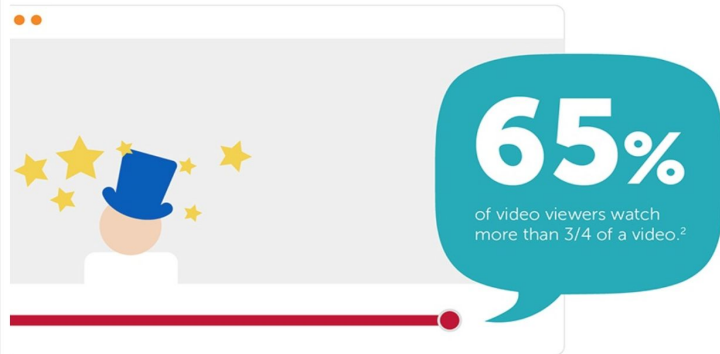 65%
of video viewers watch
more than 3/4 of a video.²